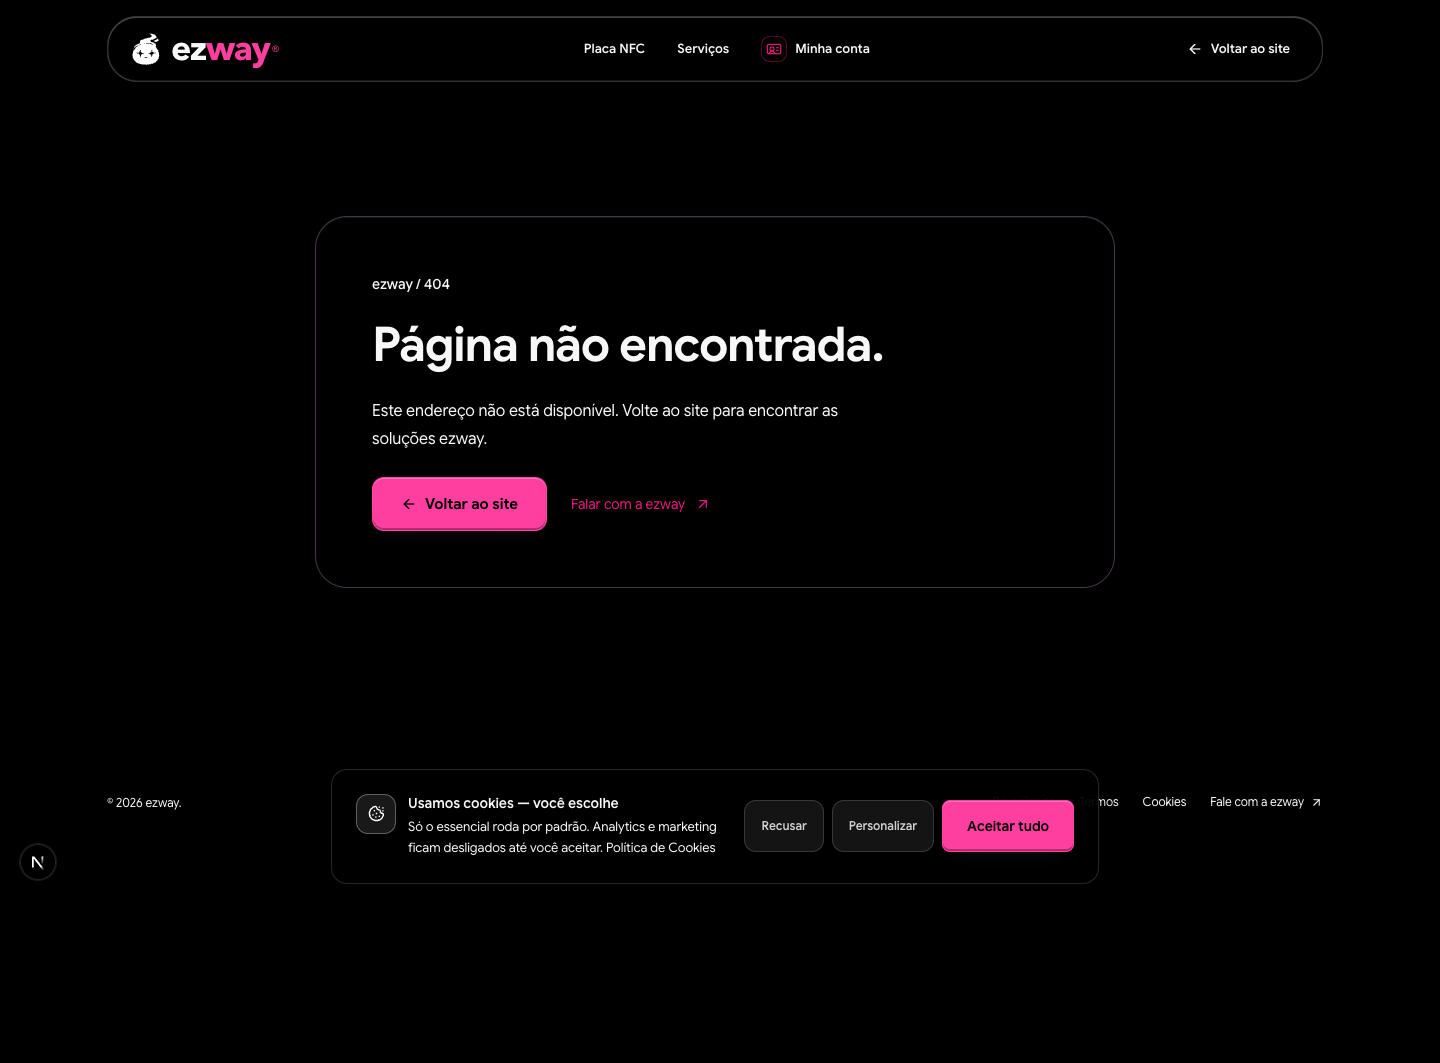 ezway®
Placa NFC
Serviços
Minha conta
Voltar ao site
ezway / 404
Página não encontrada.
Este endereço não está disponível. Volte ao site para encontrar as
soluções ezway.
Voltar ao site
Falar com a ezway
© 2026 ezway.
Usamos cookies — você escolhe
Só o essencial roda por padrão. Analytics e marketing
ficam desligados até você aceitar. Política de Cookies
Recusar
Personalizar
Aceitar tudo
Cookies
Fale com a ezway
N